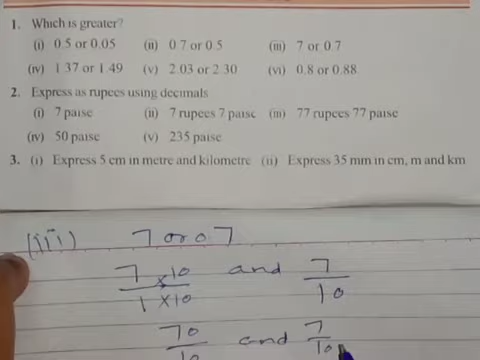 1. Which is greater?
(i) 0.5 or 0.05 (ii) 0.7 or 0.5 (iii) 7 or 0.7
(iv) 1.37 or 1.49 (v) 2.03 or 2.30 (vi) 0.8 or 0.88
2. Express as rupees using decimals
(i) 7 paise (ii) 7 rupees 7 paise (iii) 77 rupees 77 paise
(iv) 50 paise (v) 235 paise
3. (i) Express 5 cm in metre and kilometre (ii) Express 35 mm in cm, m and km
(iii) 7 or 0 7
7 × 10 and 7
1 × 10 10
70 and 7
10 10